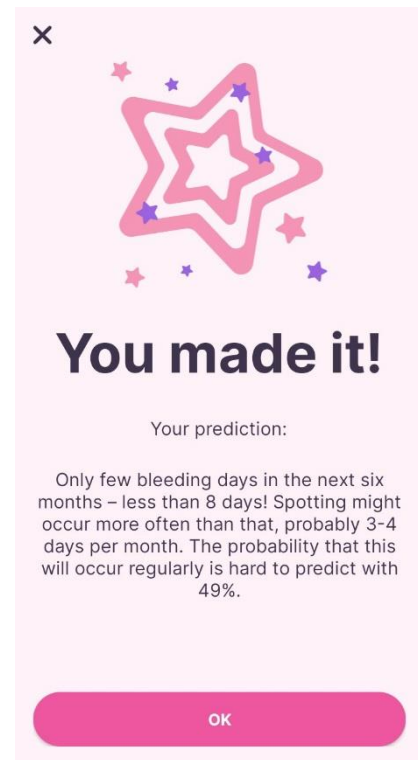 You made it!
Your prediction:
Only few bleeding days in the next six
months – less than 8 days! Spotting might
occur more often than that, probably 3-4
days per month. The probability that this
will occur regularly is hard to predict with
49%.
OK